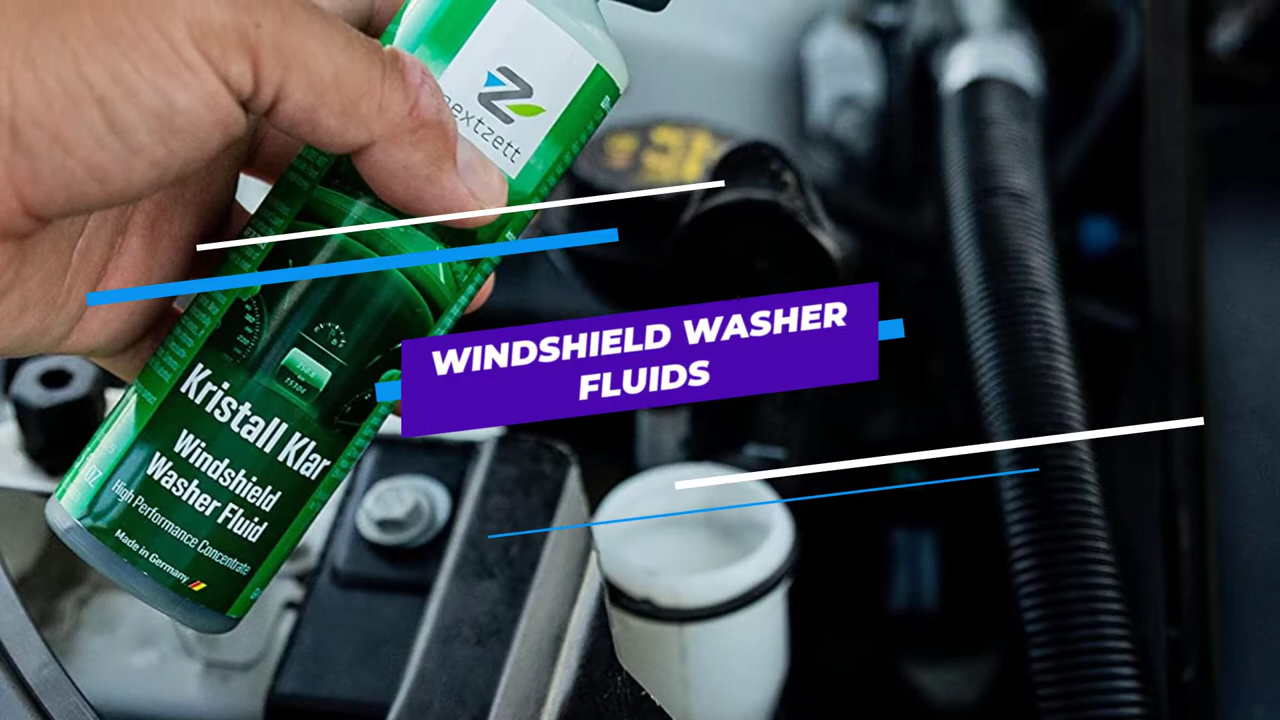 nextzett
WINDSHIELD WASHER
FLUIDS
Kristall Klar
Windshield
Washer Fluid
High Performance Concentrate
Made in Germany